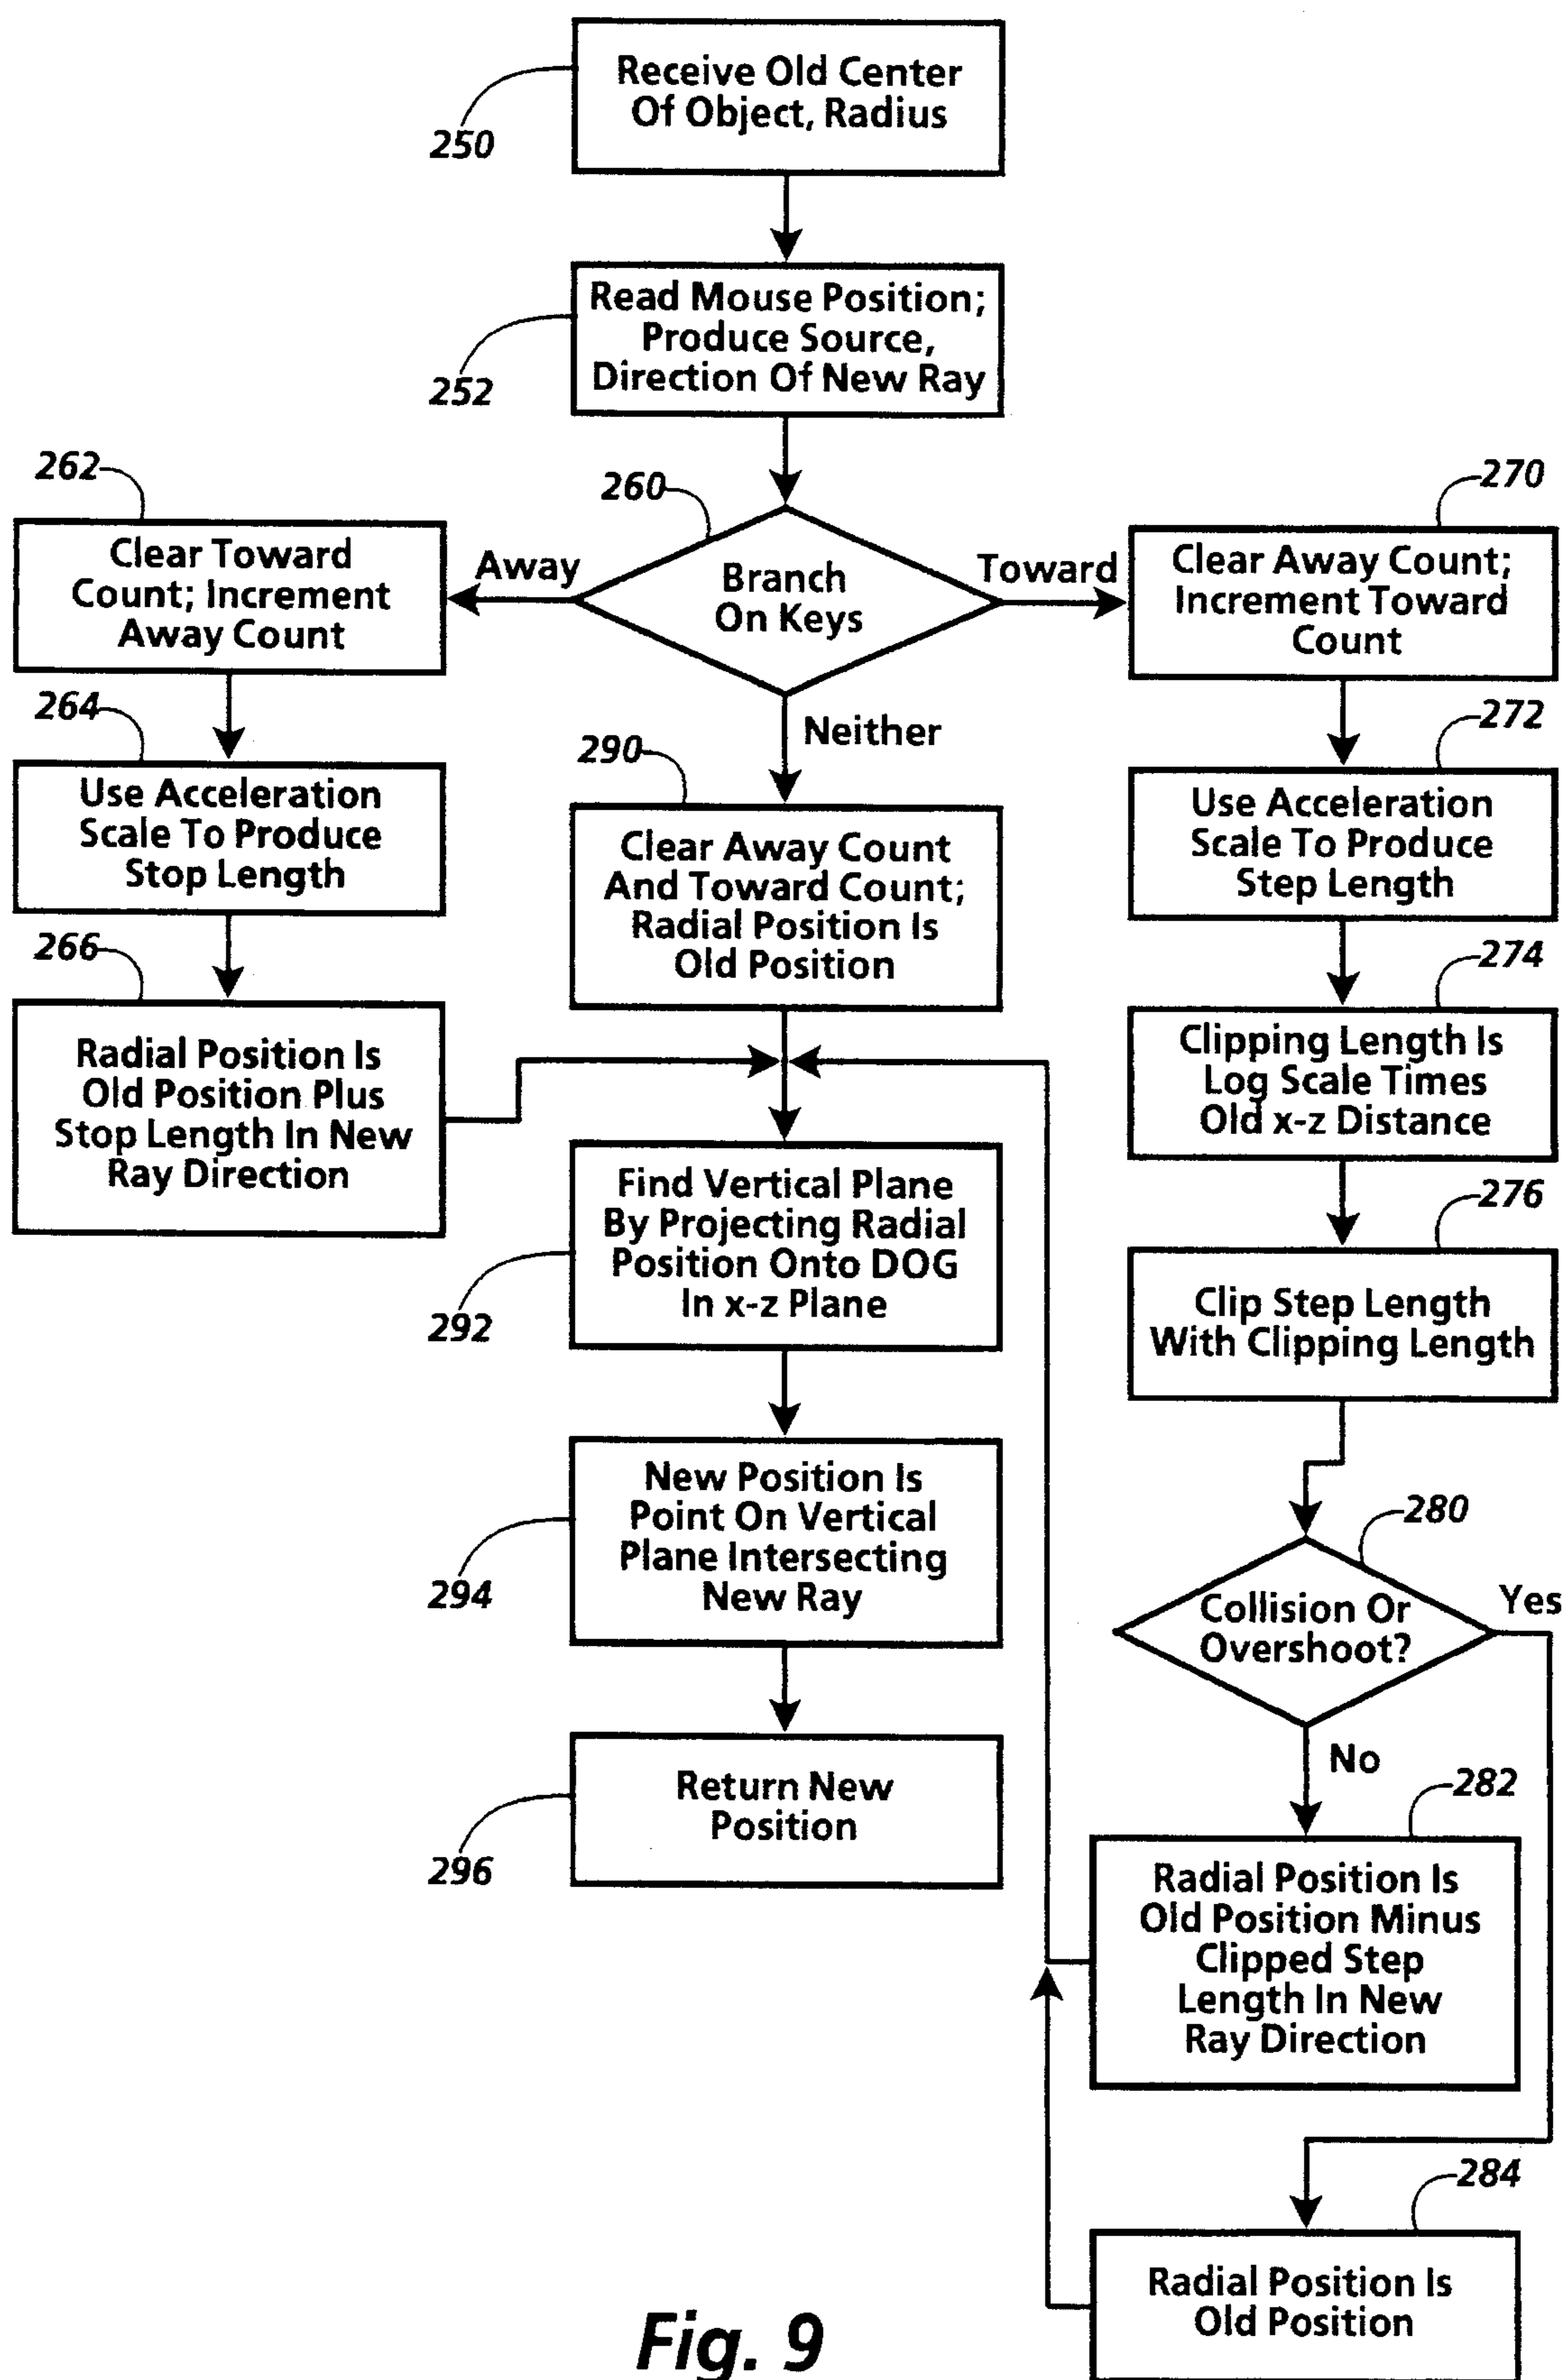 Receive Old Center
Of Object, Radius
250
Read Mouse Position;
Produce Source,
Direction Of New Ray
252
260
Branch
On Keys
Away
Toward
Neither
262
Clear Toward
Count; Increment
Away Count
264
Use Acceleration
Scale To Produce
Stop Length
266
Radial Position Is
Old Position Plus
Stop Length In New
Ray Direction
270
Clear Away Count;
Increment Toward
Count
272
Use Acceleration
Scale To Produce
Step Length
274
Clipping Length Is
Log Scale Times
Old x-z Distance
276
Clip Step Length
With Clipping Length
280
Collision Or
Overshoot?
Yes
No
282
Radial Position Is
Old Position Minus
Clipped Step
Length In New
Ray Direction
284
Radial Position Is
Old Position
290
Clear Away Count
And Toward Count;
Radial Position Is
Old Position
Find Vertical Plane
By Projecting Radial
Position Onto DOG
In x-z Plane
292
New Position Is
Point On Vertical
Plane Intersecting
New Ray
294
Return New
Position
296
Fig. 9